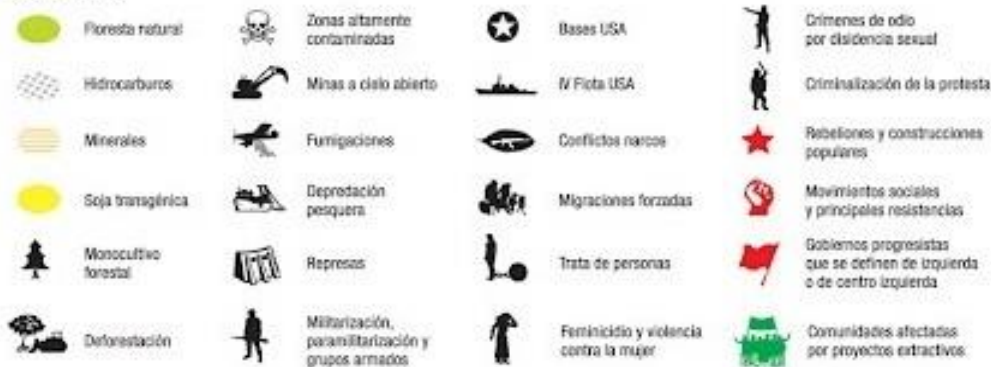 Floresta natural
Hidrocarburos
Minerales
Soja transgénica
Monocultivo
forestal
Deforestación
Zonas altamente
contaminadas
Minas a cielo abierto
Fumigaciones
Depredación
pesquera
Represas
Militarización,
paramilitarización y
grupos armados
Bases USA
IV Flota USA
Conflictos narcos
Migraciones forzadas
Trata de personas
Feminicidio y violencia
contra la mujer
Crímenes de odio
por disidencia sexual
Criminalización de la protesta
Rebeliones y construcciones
populares
Movimientos sociales
y principales resistencias
Gobiernos progresistas
que se definen de izquierda
o de centro izquierda
Comunidades afectadas
por proyectos extractivos